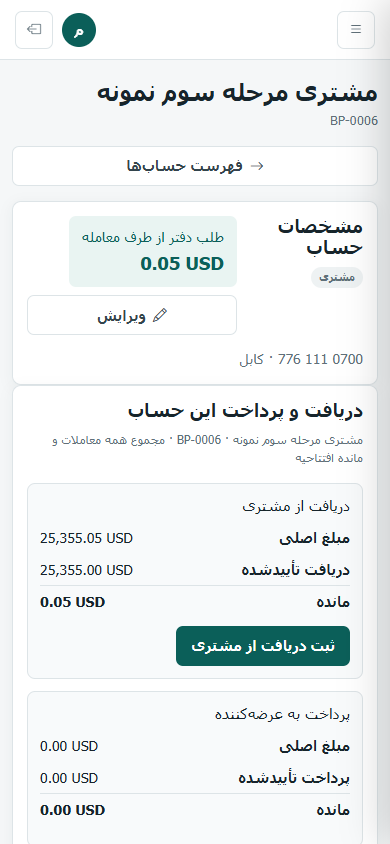 م
مشتری مرحله سوم نمونه
BP-0006
→ فهرست حساب‌ها
مشخصات حساب
مشتری
طلب دفتر از طرف معامله
0.05 USD
ویرایش
0700 111 776 · کابل
دریافت و پرداخت این حساب
مشتری مرحله سوم نمونه · BP-0006 · مجموع همه معاملات و
مانده افتتاحیه
دریافت از مشتری
مبلغ اصلی 25,355.05 USD
دریافت تأییدشده 25,355.00 USD
مانده 0.05 USD
ثبت دریافت از مشتری
پرداخت به عرضه‌کننده
مبلغ اصلی 0.00 USD
پرداخت تأییدشده 0.00 USD
مانده 0.00 USD